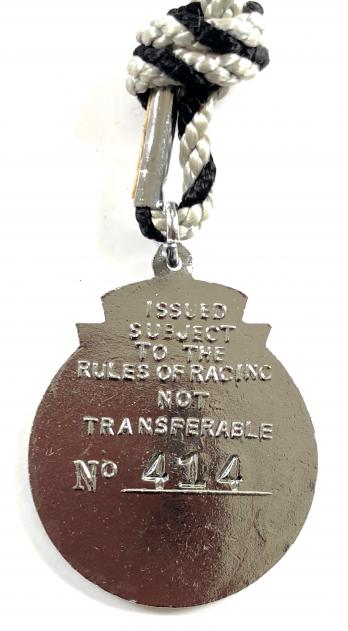 ISSUED
SUBJECT
TO THE
RULES OF RACING
NOT
TRANSFERABLE
No 414